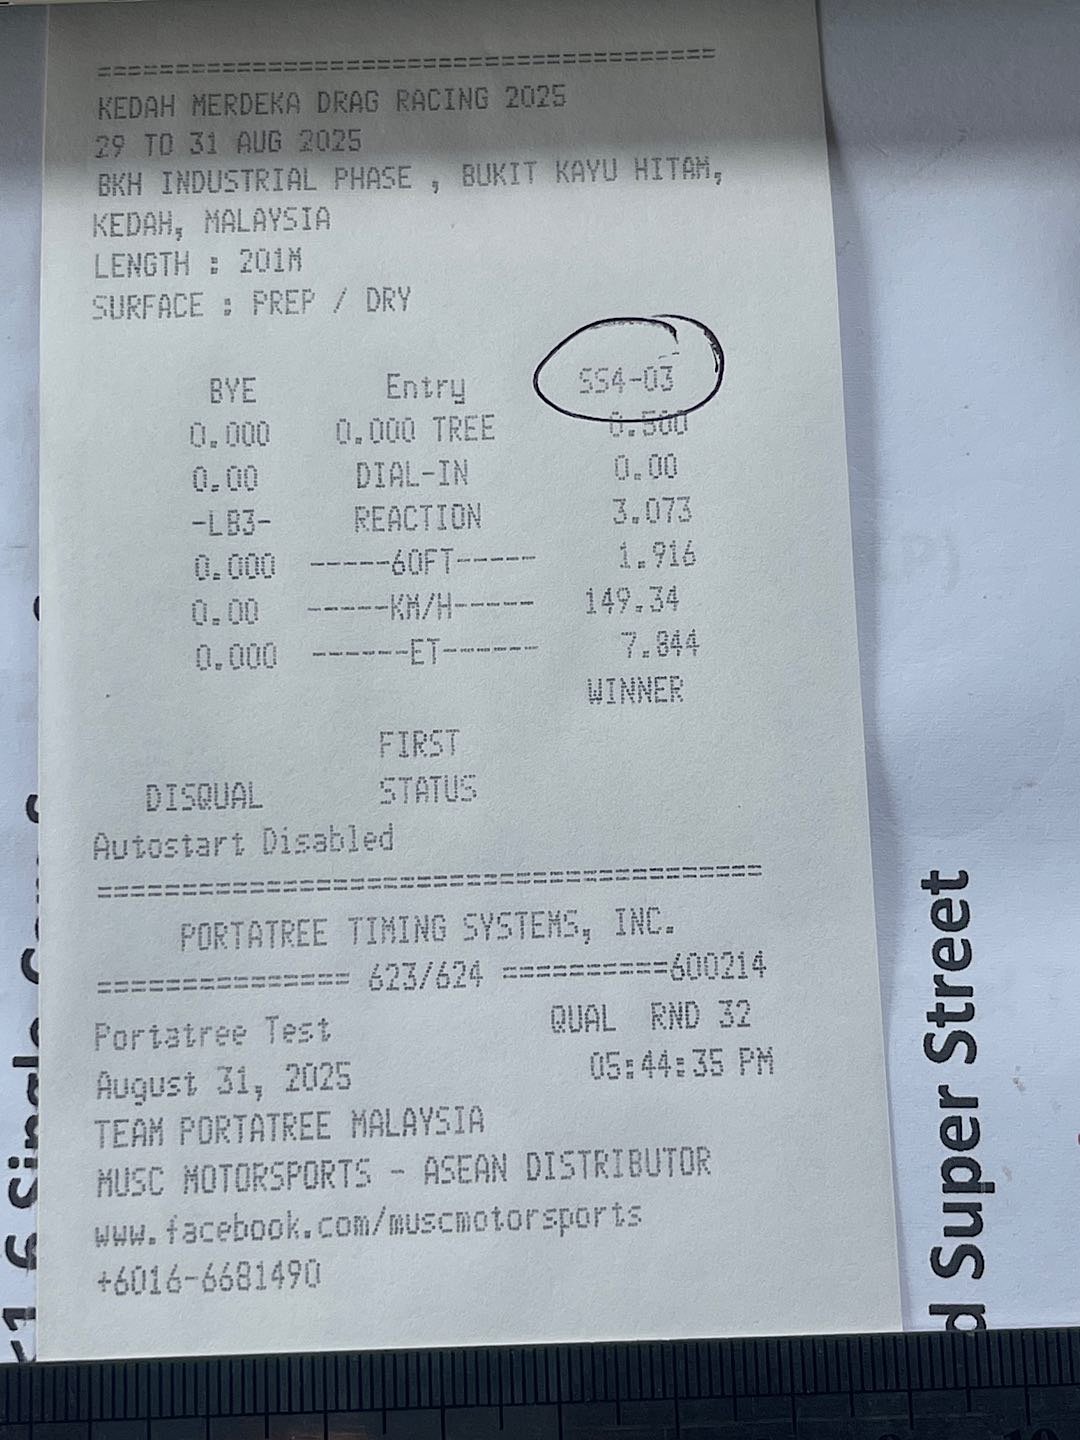 =====================================
KEDAH MERDEKA DRAG RACING 2025
29 TO 31 AUG 2025
BKH INDUSTRIAL PHASE , BUKIT KAYU HITAM,
KEDAH, MALAYSIA
LENGTH : 201M
SURFACE : PREP / DRY
BYE Entry SS4-03
0.000 0.000 TREE 0.500
0.00 DIAL-IN 0.00
-LB3- REACTION 3.073
0.000 -----60FT----- 1.916
0.00 -----KM/H----- 149.34
0.000 ------ET------ 7.844
WINNER
FIRST
DISQUAL STATUS
Autostart Disabled
========================================
PORTATREE TIMING SYSTEMS, INC.
=============== 623/624 ==========600214
Portatree Test QUAL RND 32
August 31, 2025 05:44:35 PM
TEAM PORTATREE MALAYSIA
MUSC MOTORSPORTS - ASEAN DISTRIBUTOR
www.facebook.com/muscmotorsports
+6016-6681490
d Super Street